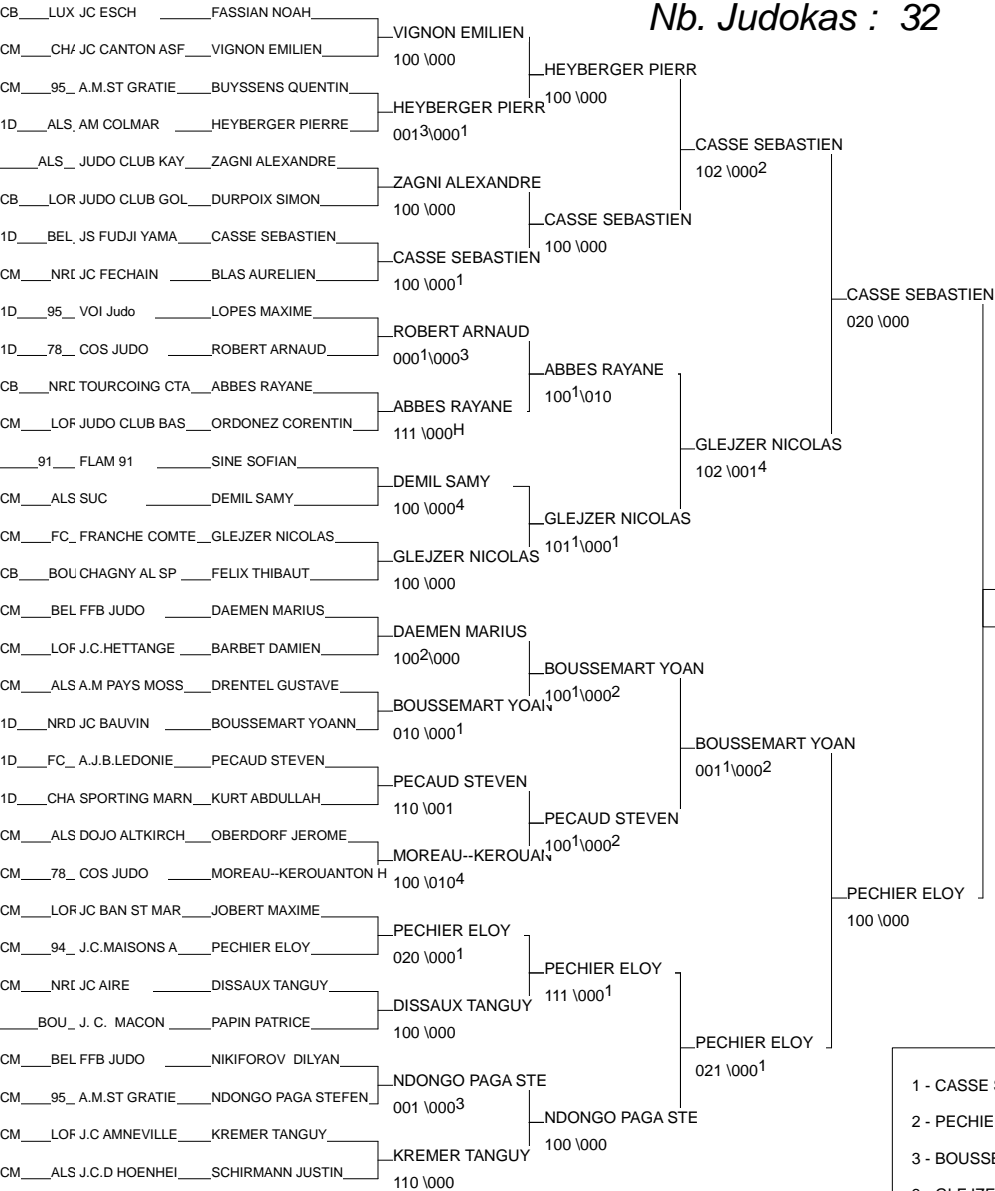 Nb. Judokas : 32
CB LUX JC ESCH FASSIAN NOAH
CM CHA JC CANTON ASF VIGNON EMILIEN
CM 95 A.M.ST GRATIE BUYSSENS QUENTIN
1D ALS AM COLMAR HEYBERGER PIERRE
ALS JUDO CLUB KAY ZAGNI ALEXANDRE
CB LOR JUDO CLUB GOL DURPOIX SIMON
1D BEL JS FUDJI YAMA CASSE SEBASTIEN
CM NRD JC FECHAIN BLAS AURELIEN
1D 95 VOI Judo LOPES MAXIME
1D 78 COS JUDO ROBERT ARNAUD
CB NRD TOURCOING CTA ABBES RAYANE
CM LOR JUDO CLUB BAS ORDONEZ CORENTIN
91 FLAM 91 SINE SOFIAN
CM ALS SUC DEMIL SAMY
CM FC FRANCHE COMTE GLEJZER NICOLAS
CB BOU CHAGNY AL SP FELIX THIBAUT
CM BEL FFB JUDO DAEMEN MARIUS
CM LOR J.C.HETTANGE BARBET DAMIEN
CM ALS A.M PAYS MOSS DRENTEL GUSTAVE
1D NRD JC BAUVIN BOUSSEMART YOANN
1D FC A.J.B.LEDONIE PECAUD STEVEN
1D CHA SPORTING MARN KURT ABDULLAH
CM ALS DOJO ALTKIRCH OBERDORF JEROME
CM 78 COS JUDO MOREAU--KEROUANTON H
CM LOR JC BAN ST MAR JOBERT MAXIME
CM 94 J.C.MAISONS A PECHIER ELOY
CM NRD JC AIRE DISSAUX TANGUY
BOU J. C. MACON PAPIN PATRICE
CM BEL FFB JUDO NIKIFOROV DILYAN
CM 95 A.M.ST GRATIE NDONGO PAGA STEFEN
CM LOR J.C AMNEVILLE KREMER TANGUY
CM ALS J.C.D HOENHEI SCHIRMANN JUSTIN
VIGNON EMILIEN
100 \000
HEYBERGER PIERR
001³\000¹
ZAGNI ALEXANDRE
100 \000
CASSE SEBASTIEN
100 \000¹
ROBERT ARNAUD
000¹\000³
ABBES RAYANE
111 \000H
DEMIL SAMY
100 \000⁴
GLEJZER NICOLAS
100 \000
DAEMEN MARIUS
100²\000
BOUSSEMART YOAN
010 \000¹
PECAUD STEVEN
110 \001
MOREAU--KEROUAN
100 \010⁴
PECHIER ELOY
020 \000¹
DISSAUX TANGUY
100 \000
NDONGO PAGA STE
001 \000³
KREMER TANGUY
110 \000
HEYBERGER PIERR
100 \000
CASSE SEBASTIEN
100 \000
ABBES RAYANE
100¹\010
GLEJZER NICOLAS
101¹\000¹
BOUSSEMART YOAN
100¹\000²
PECAUD STEVEN
100¹\000²
PECHIER ELOY
111 \000¹
NDONGO PAGA STE
100 \000
CASSE SEBASTIEN
102 \000²
GLEJZER NICOLAS
102 \001⁴
BOUSSEMART YOAN
001¹\000²
PECHIER ELOY
021 \000¹
CASSE SEBASTIEN
020 \000
PECHIER ELOY
100 \000
1 - CASSE
2 - PECHIE
3 - BOUSSE